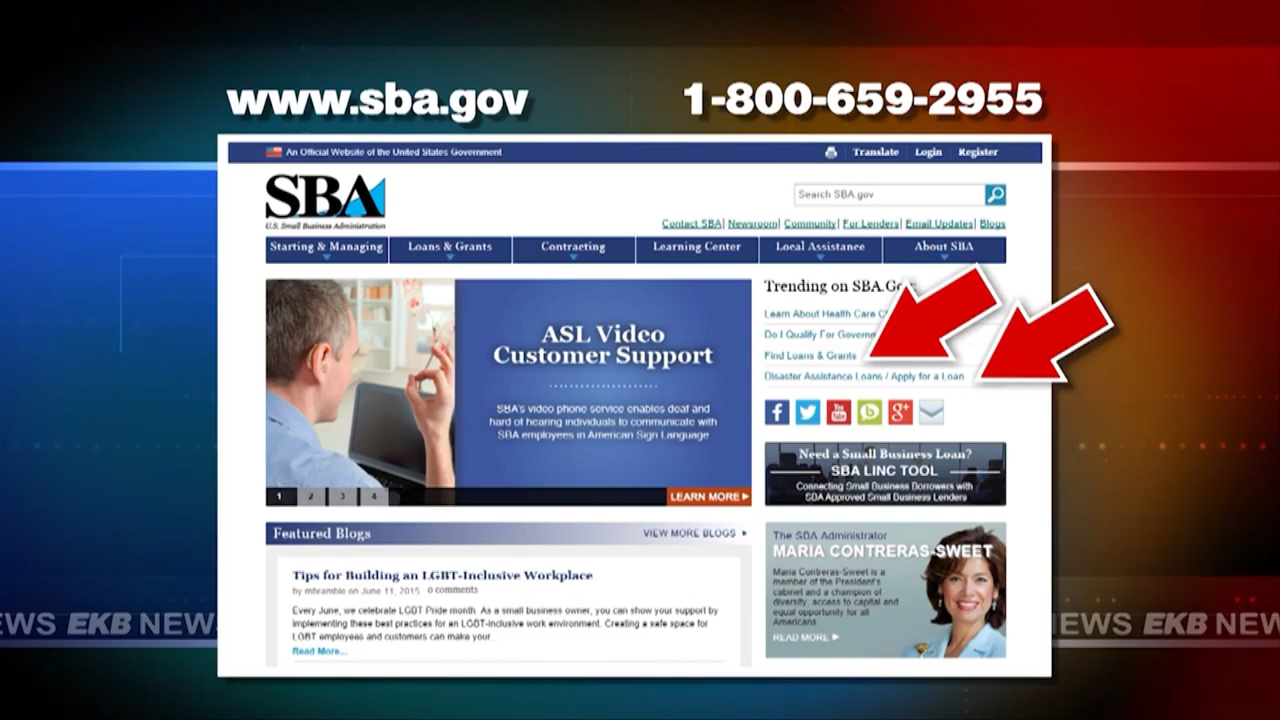 www.sba.gov 1-800-659-2955
An Official Website of the United States Government Translate Login Register
SBA
U.S. Small Business Administration
Search SBA.gov
Contact SBA| Newsroom| Community| For Lenders| Email Updates| Blogs
Starting & Managing Loans & Grants Contracting Learning Center Local Assistance About SBA
Trending on SBA.Gov
Learn About Health Care
Do I Qualify For
Find Loans & Grants
Disaster Assistance Loans / Apply for a Loan
ASL Video
Customer Support
SBA's video phone service enables deaf and
hard of hearing individuals to communicate with
SBA employees in American Sign Language
1 2 3 4
LEARN MORE
f You Tube b g+
Need a Small Business Loan?
SBA LINC TOOL
Connecting Small Business Borrowers with
SBA Approved Small Business Lenders
Featured Blogs VIEW MORE BLOGS
Tips for Building an LGBT-Inclusive Workplace
by mhramble on June 11, 2015 0 comments
Every June, we celebrate LGBT Pride month. As a small business owner, you can show your support by
implementing these best practices for an LGBT-inclusive work environment. Creating a safe space for
LGBT employees and customers can make your...
Read More...
The SBA Administrator
MARIA CONTRERAS-SWEET
Maria Contreras-Sweet is a
member of the President's
cabinet and a champion of
diversity, access to capital and
equal opportunity for all
Americans
READ MORE
EWS EKB NEW
EWS EKB NEW